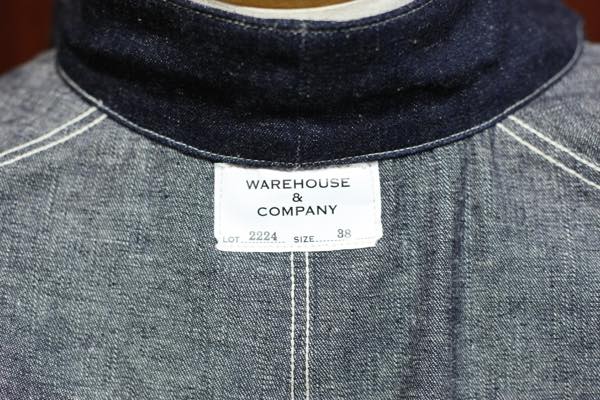 WAREHOUSE
&
COMPANY
LOT 2224 SIZE 38